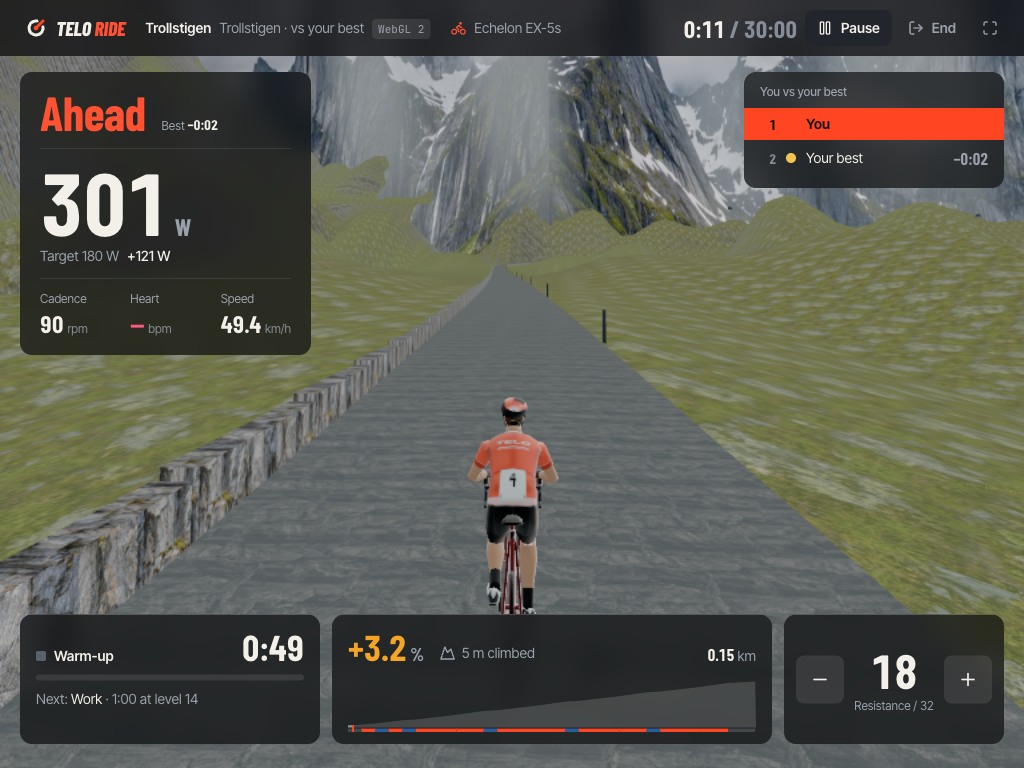 TELO RIDE Trollstigen Trollstigen · vs your best WebGL 2 Echelon EX-5s 0:11 / 30:00 Pause End
Ahead Best −0:02
301 W
Target 180 W +121 W
Cadence Heart Speed
90 rpm — bpm 49.4 km/h
You vs your best
1 You
2 Your best −0:02
TELO
4
Warm-up 0:49
Next: Work · 1:00 at level 14
+3.2 % 5 m climbed 0.15 km
− 18 +
Resistance / 32